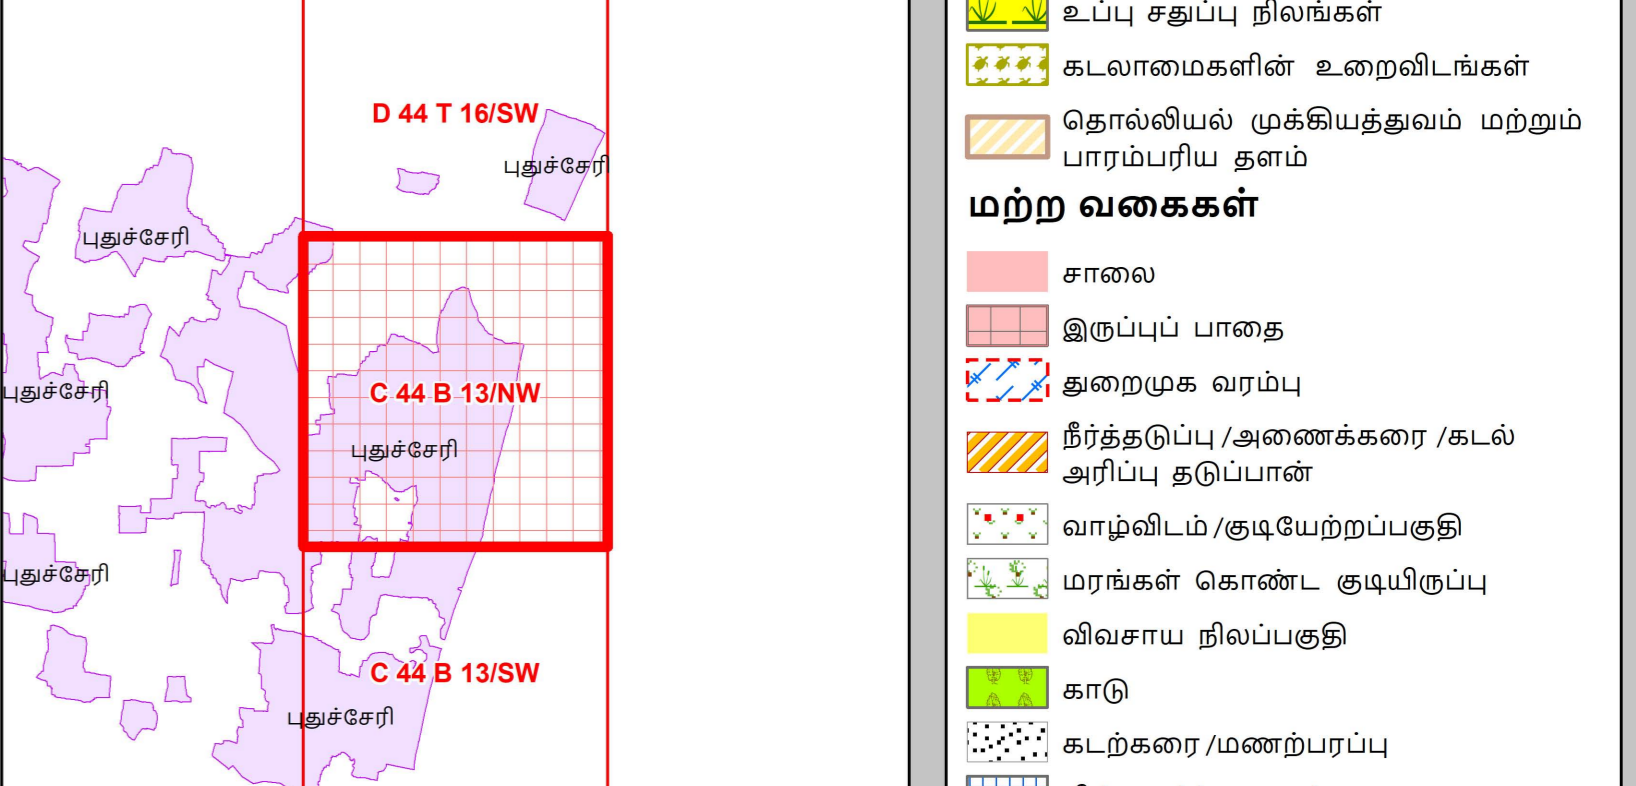 D 44 T 16/SW
புதுச்சேரி
புதுச்சேரி
புதுச்சேரி
C 44 B 13/NW
புதுச்சேரி
புதுச்சேரி
C 44 B 13/SW
புதுச்சேரி
உப்பு சதுப்பு நிலங்கள்
கடலாமைகளின் உறைவிடங்கள்
தொல்லியல் முக்கியத்துவம் மற்றும்
பாரம்பரிய தளம்
மற்ற வகைகள்
சாலை
இருப்புப் பாதை
துறைமுக வரம்பு
நீர்த்தடுப்பு /அணைக்கரை /கடல்
அரிப்பு தடுப்பான்
வாழ்விடம் /குடியேற்றப்பகுதி
மரங்கள் கொண்ட குடியிருப்பு
விவசாய நிலப்பகுதி
காடு
கடற்கரை /மணற்பரப்பு